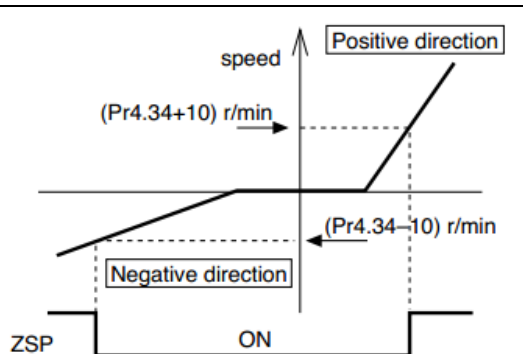 speed
Positive direction
(Pr4.34+10) r/min
(Pr4.34–10) r/min
Negative direction
ZSP
ON